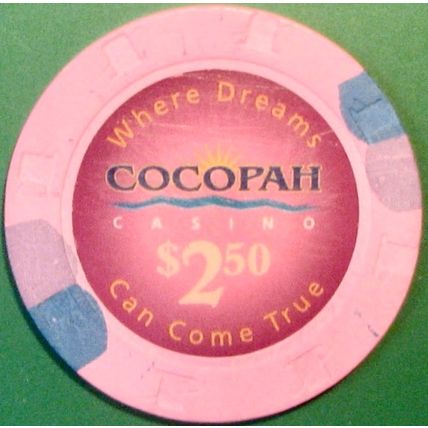 Where Dreams
COCOPAH
CASINO
$2.50
Can Come True